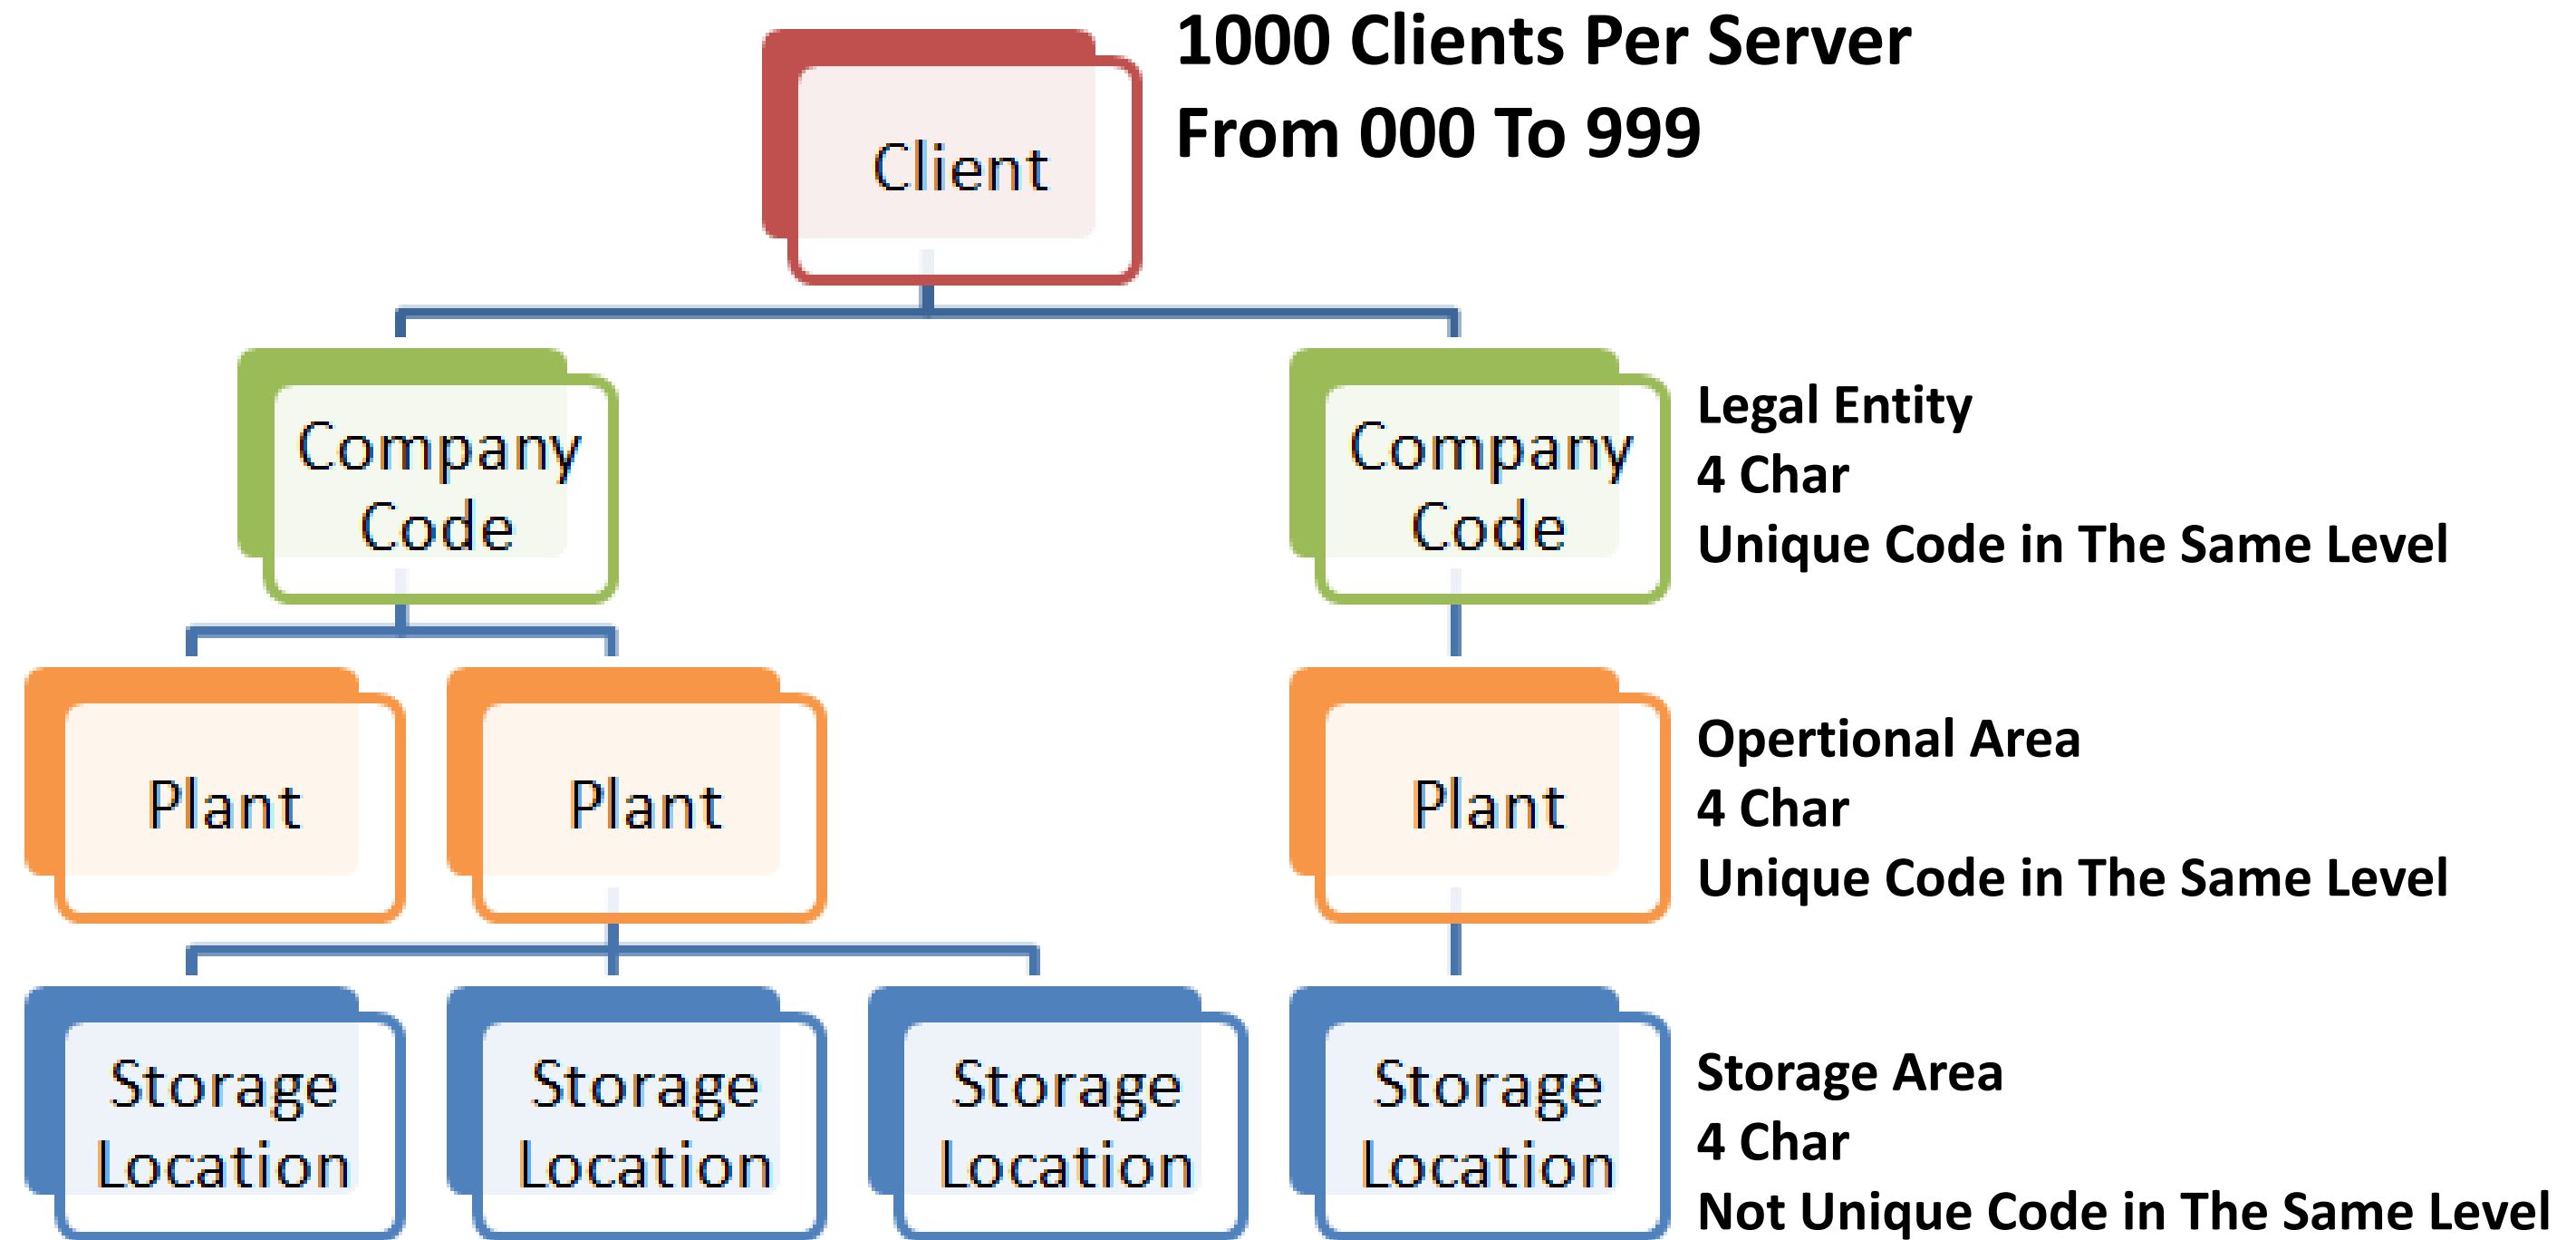 1000 Clients Per Server
From 000 To 999
Client
Company
Code
Company
Code
Legal Entity
4 Char
Unique Code in The Same Level
Plant
Plant
Plant
Opertional Area
4 Char
Unique Code in The Same Level
Storage
Location
Storage
Location
Storage
Location
Storage
Location
Storage Area
4 Char
Not Unique Code in The Same Level